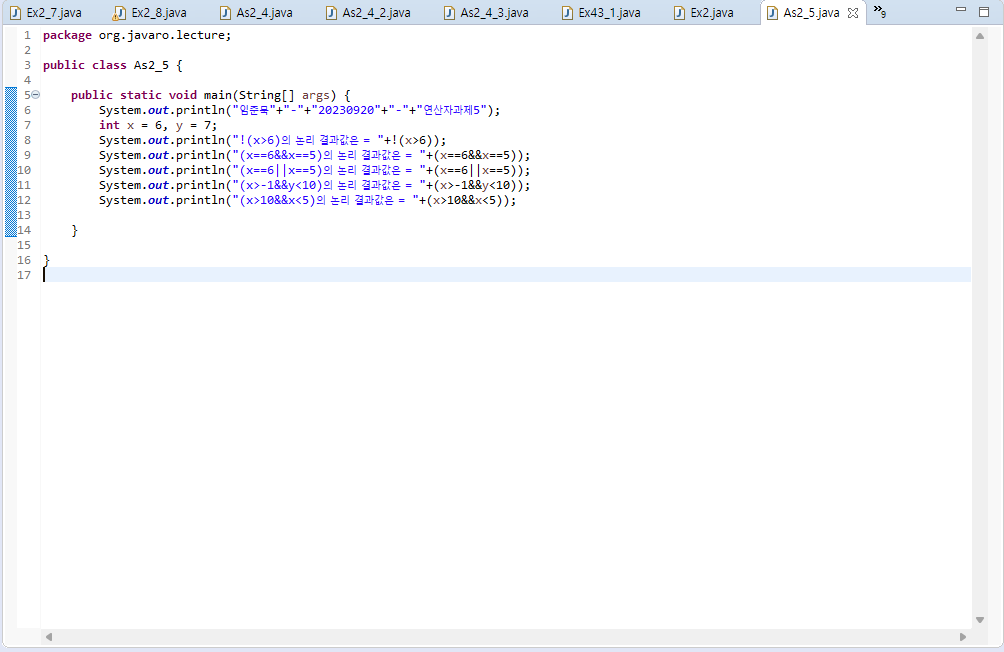 Ex2_7.java Ex2_8.java As2_4.java As2_4_2.java As2_4_3.java Ex43_1.java Ex2.java As2_5.java »9
1 package org.javaro.lecture;
2
3 public class As2_5 {
4
5 public static void main(String[] args) {
6 System.out.println("임준묵"+"-"+"20230920"+"-"+"연산자과제5");
7 int x = 6, y = 7;
8 System.out.println("!(x>6)의 논리 결과값은 = "+!(x>6));
9 System.out.println("(x==6&&x==5)의 논리 결과값은 = "+(x==6&&x==5));
10 System.out.println("(x==6||x==5)의 논리 결과값은 = "+(x==6||x==5));
11 System.out.println("(x>-1&&y<10)의 논리 결과값은 = "+(x>-1&&y<10));
12 System.out.println("(x>10&&x<5)의 논리 결과값은 = "+(x>10&&x<5));
13
14 }
15
16 }
17